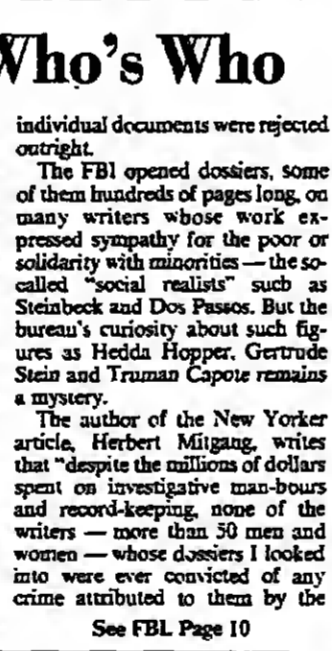 Who's Who
individual documents were rejected
outright.
The FBI opened dossiers, some
of them hundreds of pages long, on
many writers whose work ex-
pressed sympathy for the poor or
solidarity with minorities — the so-
called "social realists" such as
Steinbeck and Dos Passos. But the
bureau's curiosity about such fig-
ures as Hedda Hopper, Gertrude
Stein and Truman Capote remains
a mystery.
The author of the New Yorker
article, Herbert Mitgang, writes
that "despite the millions of dollars
spent on investigative man-hours
and record-keeping, none of the
writers — more than 50 men and
women — whose dossiers I looked
into were ever convicted of any
crime attributed to them by the
See FBI, Page 10